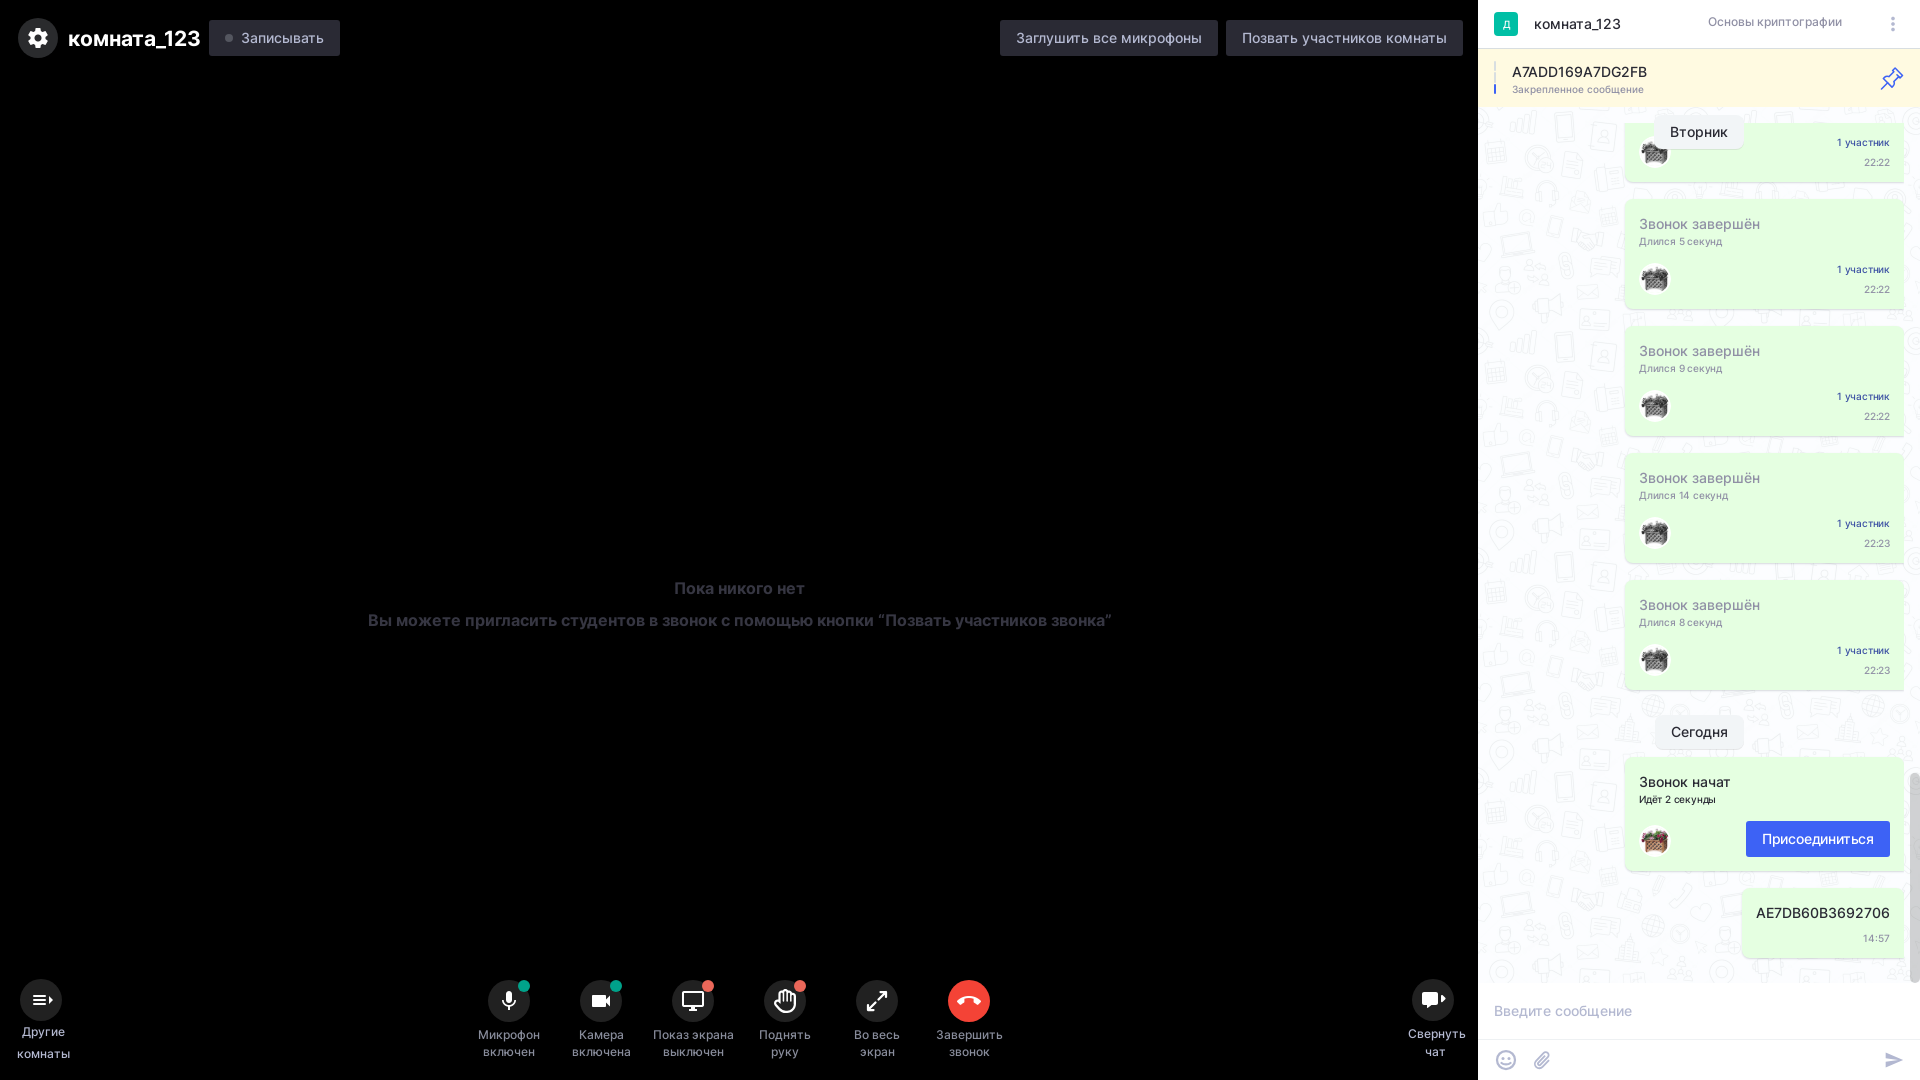 комната_123
Записывать
Заглушить все микрофоны
Позвать участников комнаты
Пока никого нет
Вы можете пригласить студентов в звонок с помощью кнопки “Позвать участников звонка”
Другие
комнаты
Микрофон
включен
Камера
включена
Показ экрана
выключен
Поднять
руку
Во весь
экран
Завершить
звонок
Свернуть
чат
Д
комната_123
Основы криптографии
A7ADD169A7DG2FB
Закрепленное сообщение
Вторник
1 участник
22:22
Звонок завершён
Длился 5 секунд
1 участник
22:22
Звонок завершён
Длился 9 секунд
1 участник
22:22
Звонок завершён
Длился 14 секунд
1 участник
22:23
Звонок завершён
Длился 8 секунд
1 участник
22:23
Сегодня
Звонок начат
Идёт 2 секунды
Присоединиться
AE7DB60B3692706
14:57
Введите сообщение